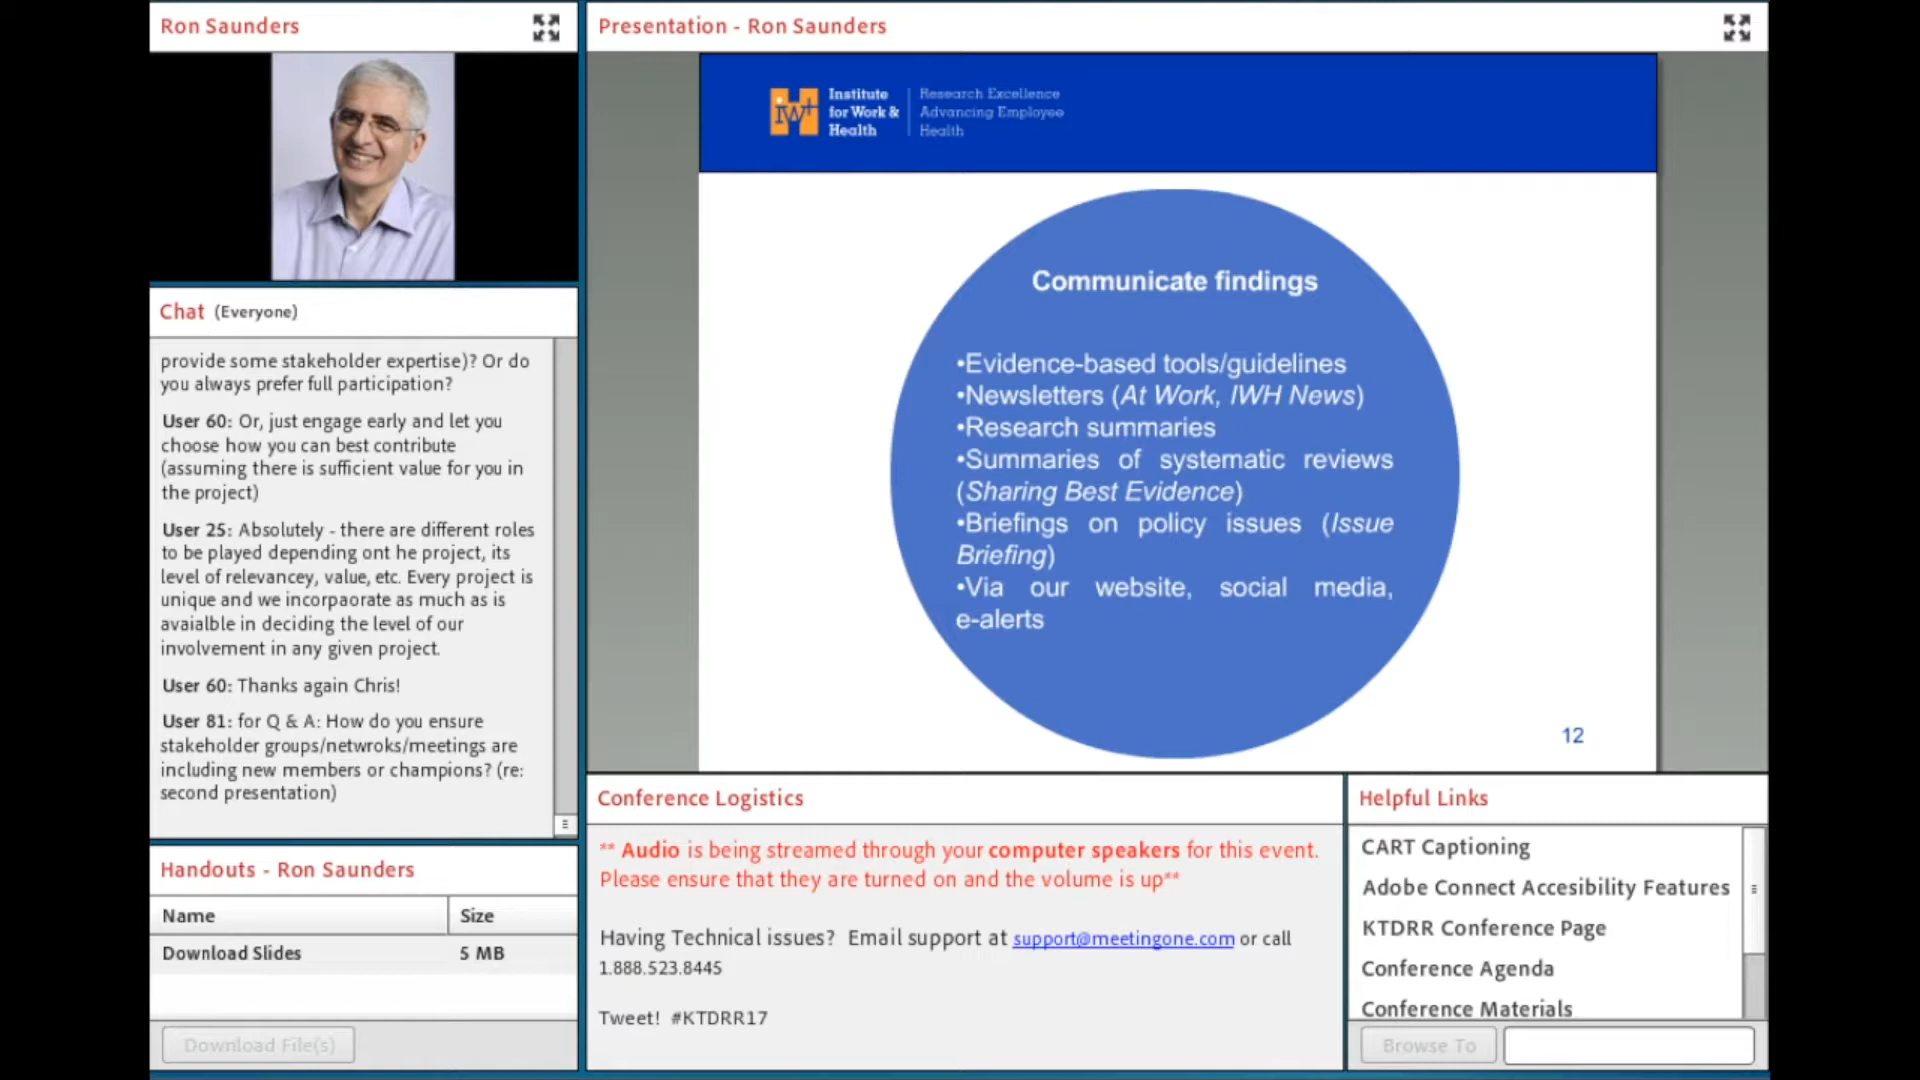 Ron Saunders
Chat (Everyone)
provide some stakeholder expertise)? Or do
you always prefer full participation?
User 60: Or, just engage early and let you
choose how you can best contribute
(assuming there is sufficient value for you in
the project)
User 25: Absolutely - there are different roles
to be played depending ont he project, its
level of relevancey, value, etc. Every project is
unique and we incorpaorate as much as is
avaialble in deciding the level of our
involvement in any given project.
User 60: Thanks again Chris!
User 81: for Q & A: How do you ensure
stakeholder groups/netwroks/meetings are
including new members or champions? (re:
second presentation)
Handouts - Ron Saunders
Name Size
Download Slides 5 MB
Download File(s)
Presentation - Ron Saunders
IW+
Institute
for Work &
Health
Research Excellence
Advancing Employee
Health
Communicate findings
•Evidence-based tools/guidelines
•Newsletters (At Work, IWH News)
•Research summaries
•Summaries of systematic reviews
(Sharing Best Evidence)
•Briefings on policy issues (Issue
Briefing)
•Via our website, social media,
e-alerts
12
Conference Logistics
** Audio is being streamed through your computer speakers for this event.
Please ensure that they are turned on and the volume is up**
Having Technical issues? Email support at support@meetingone.com or call
1.888.523.8445
Tweet! #KTDRR17
Helpful Links
CART Captioning
Adobe Connect Accesibility Features
KTDRR Conference Page
Conference Agenda
Conference Materials
Browse To